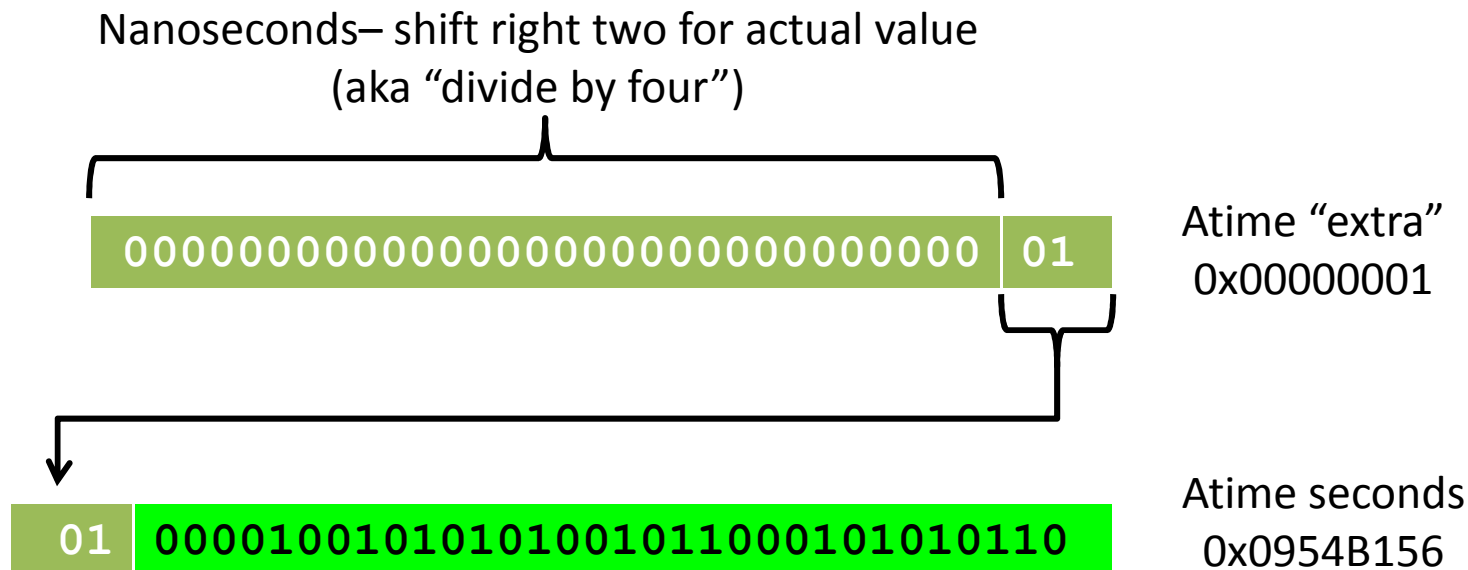 Nanoseconds– shift right two for actual value
(aka “divide by four”)
000000000000000000000000000000 01
Atime “extra”
0x00000001
01 00001001010101001011000101010110
Atime seconds
0x0954B156